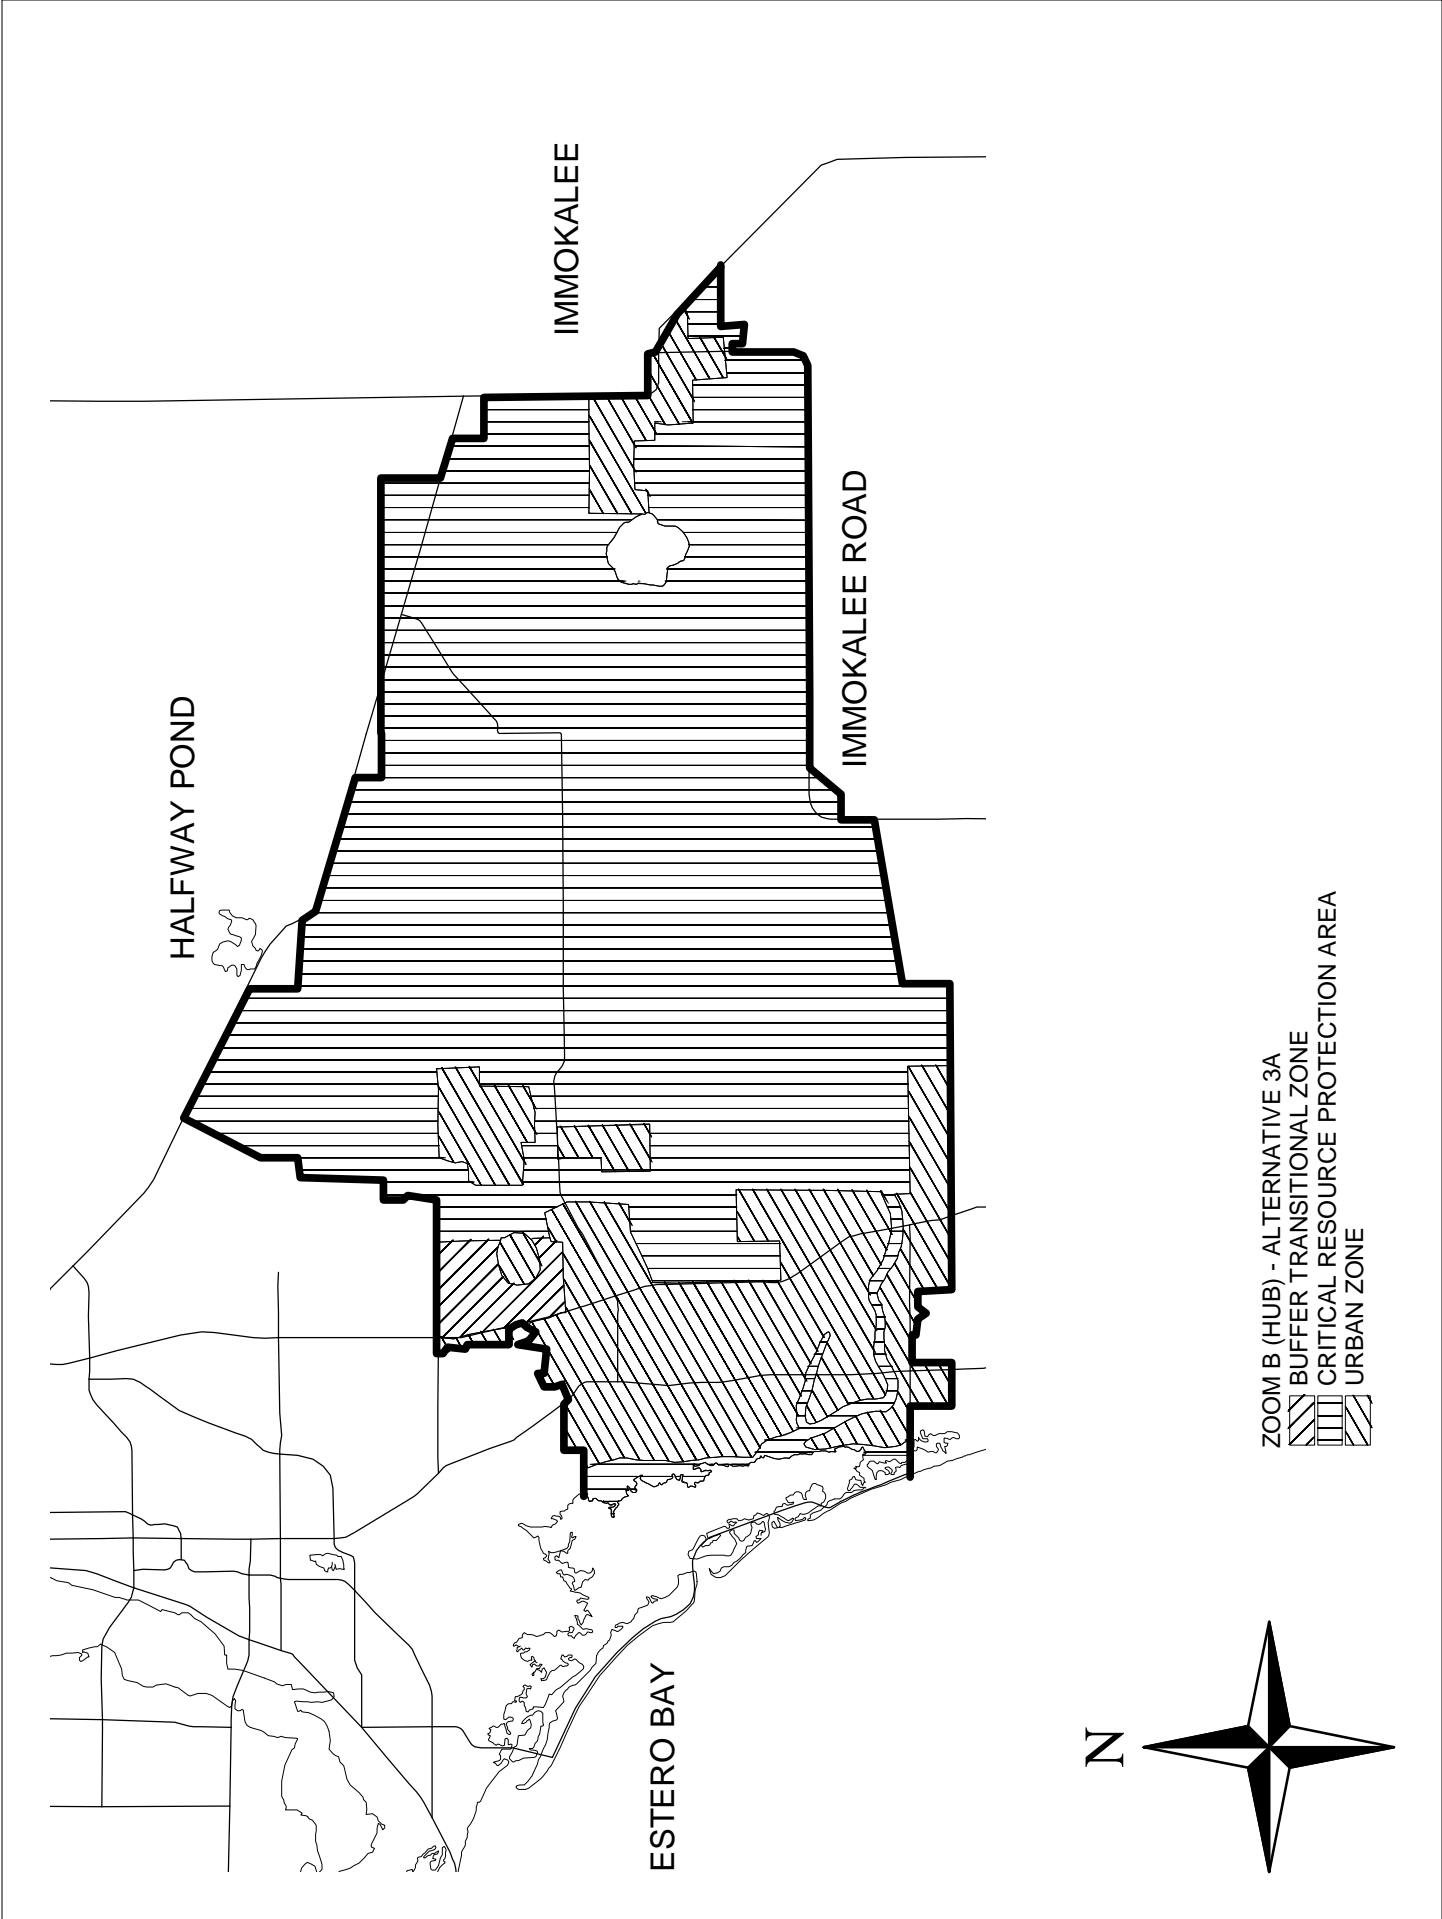 HALFWAY POND
IMMOKALEE
IMMOKALEE ROAD
ESTERO BAY
N
ZOOM B (HUB) - ALTERNATIVE 3A
BUFFER TRANSITIONAL ZONE
CRITICAL RESOURCE PROTECTION AREA
URBAN ZONE